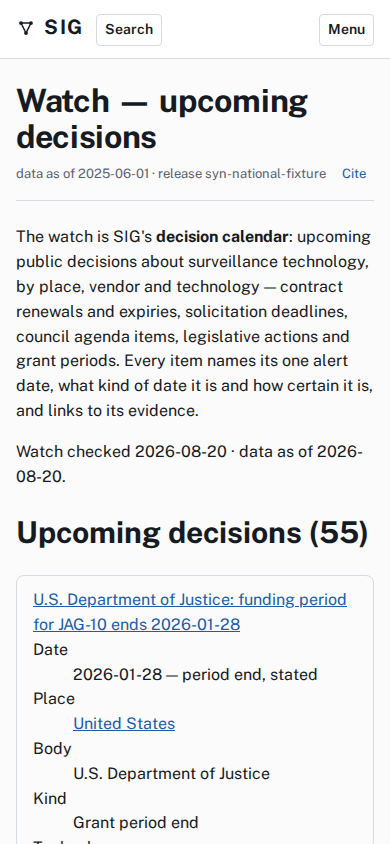 SIG
Search
Menu
Watch — upcoming
decisions
data as of 2025-06-01 · release syn-national-fixture
Cite
The watch is SIG's decision calendar: upcoming
public decisions about surveillance technology,
by place, vendor and technology — contract
renewals and expiries, solicitation deadlines,
council agenda items, legislative actions and
grant periods. Every item names its one alert
date, what kind of date it is and how certain it is,
and links to its evidence.
Watch checked 2026-08-20 · data as of 2026-
08-20.
Upcoming decisions (55)
U.S. Department of Justice: funding period
for JAG-10 ends 2026-01-28
Date
2026-01-28 — period end, stated
Place
United States
Body
U.S. Department of Justice
Kind
Grant period end